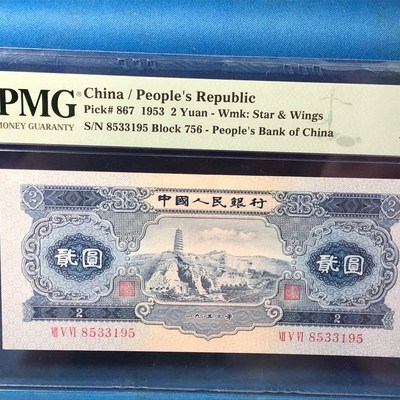 PMG
MONEY GUARANTY
China / People's Republic
Pick# 867 1953 2 Yuan - Wmk: Star & Wings
S/N 8533195 Block 756 - People's Bank of China
2
中國人民銀行
2
貳圓
貳圓
2
一九五三年
2
Ⅶ Ⅴ Ⅵ 8533195
Ⅶ Ⅴ Ⅵ 8533195